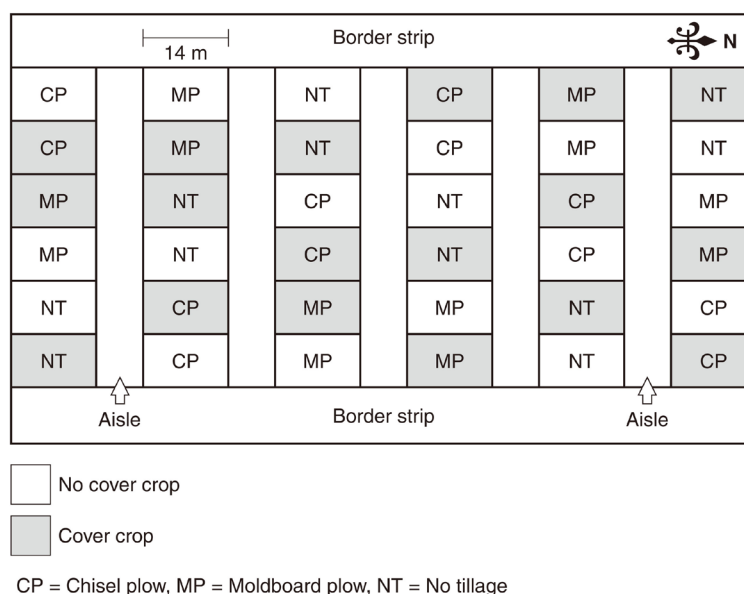 Border strip
N
14 m
CP MP NT CP MP NT
CP MP NT CP MP NT
MP NT CP NT CP MP
MP NT CP NT CP MP
NT CP MP MP NT CP
NT CP MP MP NT CP
Aisle Border strip Aisle
No cover crop
Cover crop
CP = Chisel plow, MP = Moldboard plow, NT = No tillage